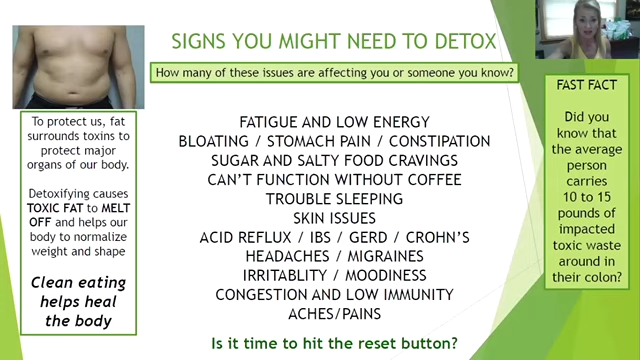 SIGNS YOU MIGHT NEED TO DETOX
How many of these issues are affecting you or someone you know?
To protect us, fat
surrounds toxins to
protect major
organs of our body.
Detoxifying causes
TOXIC FAT to MELT
OFF and helps our
body to normalize
weight and shape
Clean eating
helps heal
the body
FATIGUE AND LOW ENERGY
BLOATING / STOMACH PAIN / CONSTIPATION
SUGAR AND SALTY FOOD CRAVINGS
CAN'T FUNCTION WITHOUT COFFEE
TROUBLE SLEEPING
SKIN ISSUES
ACID REFLUX / IBS / GERD / CROHN'S
HEADACHES / MIGRAINES
IRRITABLITY / MOODINESS
CONGESTION AND LOW IMMUNITY
ACHES/PAINS
Is it time to hit the reset button?
FAST FACT
Did you
know that
the average
person
carries
10 to 15
pounds of
impacted
toxic waste
around in
their colon?